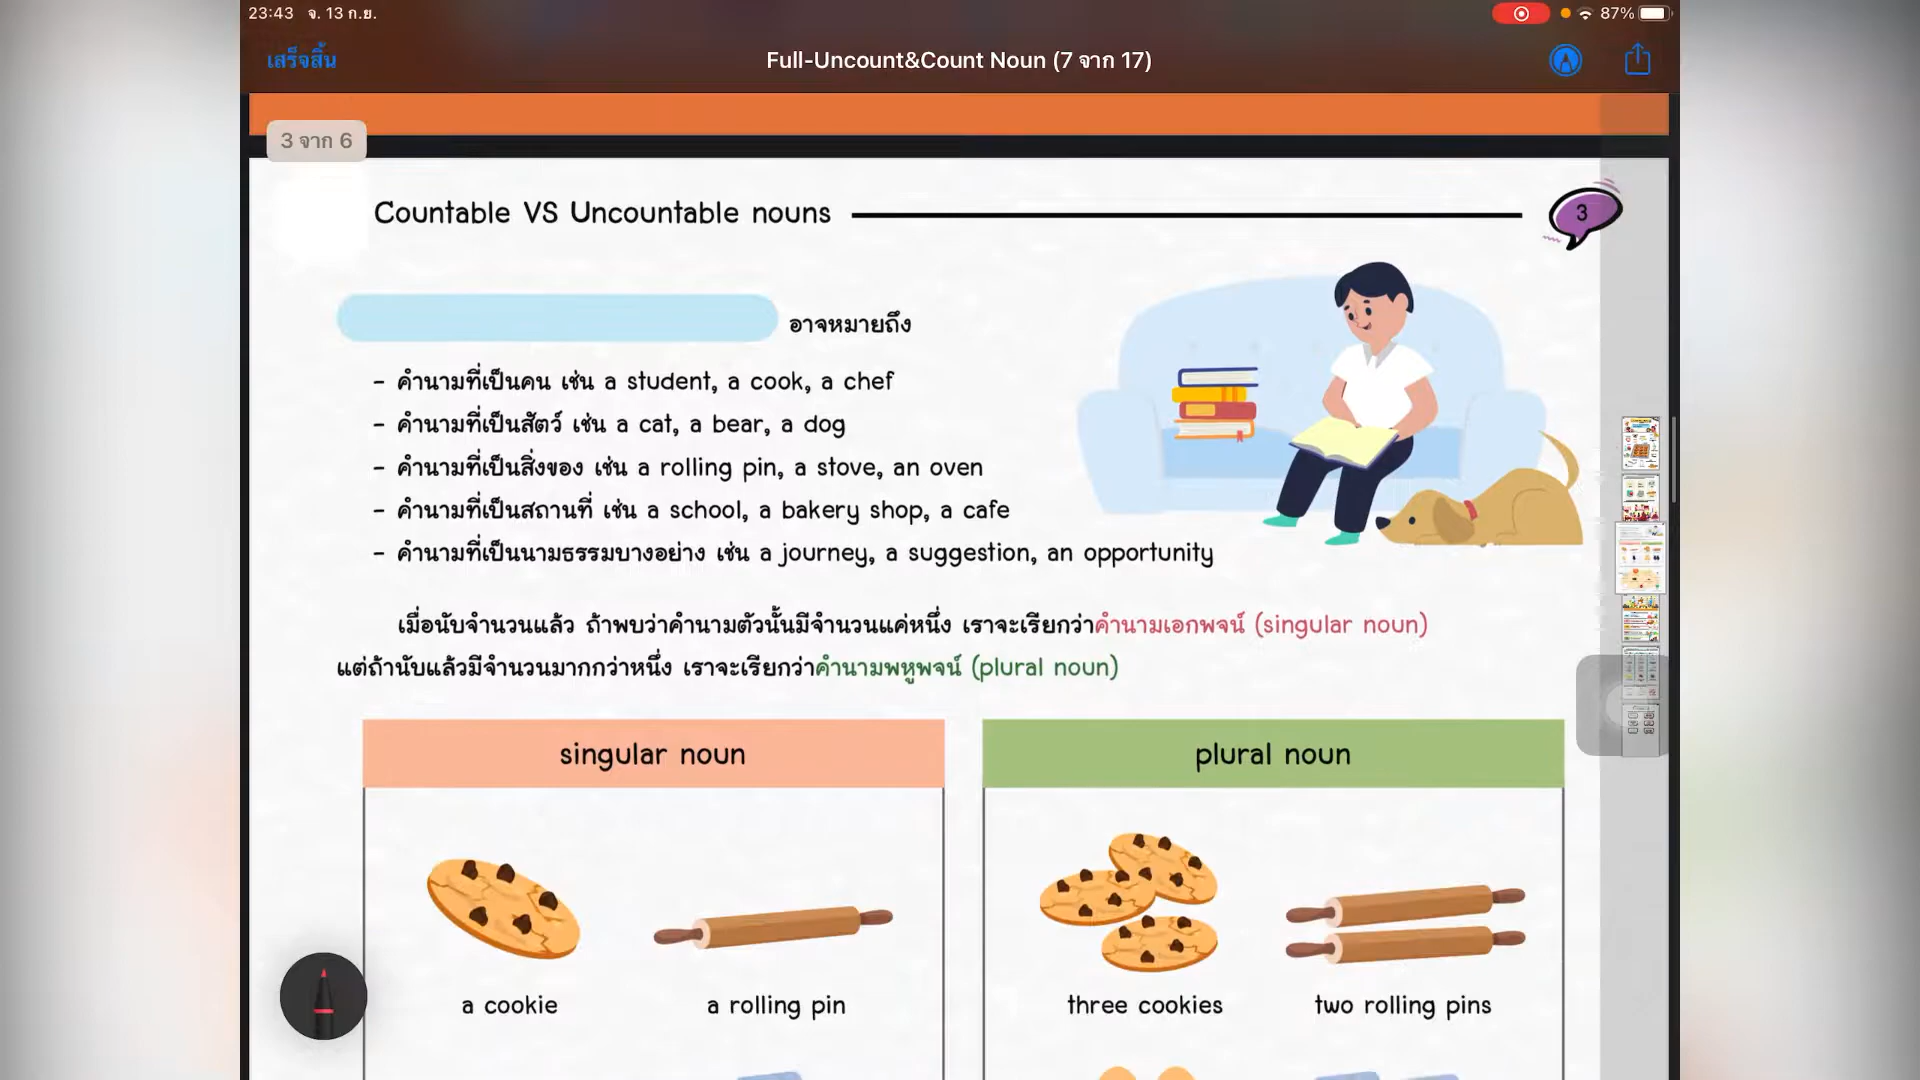 23:43 จ. 13 ก.ย.
87%
เสร็จสิ้น
Full-Uncount&Count Noun (7 จาก 17)
3 จาก 6
Countable VS Uncountable nouns
3
อาจหมายถึง
- คำนามที่เป็นคน เช่น a student, a cook, a chef
- คำนามที่เป็นสัตว์ เช่น a cat, a bear, a dog
- คำนามที่เป็นสิ่งของ เช่น a rolling pin, a stove, an oven
- คำนามที่เป็นสถานที่ เช่น a school, a bakery shop, a cafe
- คำนามที่เป็นนามธรรมบางอย่าง เช่น a journey, a suggestion, an opportunity
เมื่อนับจำนวนแล้ว ถ้าพบว่าคำนามตัวนั้นมีจำนวนแค่หนึ่ง เราจะเรียกว่าคำนามเอกพจน์ (singular noun)
แต่ถ้านับแล้วมีจำนวนมากกว่าหนึ่ง เราจะเรียกว่าคำนามพหูพจน์ (plural noun)
singular noun
plural noun
a cookie
a rolling pin
three cookies
two rolling pins